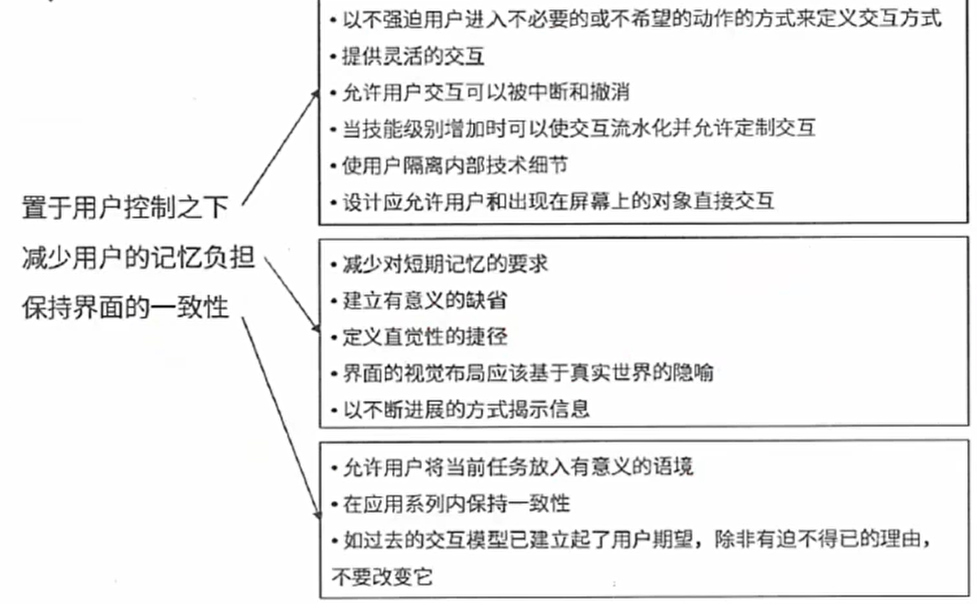 • 以不强迫用户进入不必要的或不希望的动作的方式来定义交互方式
• 提供灵活的交互
• 允许用户交互可以被中断和撤消
• 当技能级别增加时可以使交互流水化并允许定制交互
• 使用户隔离内部技术细节
• 设计应允许用户和出现在屏幕上的对象直接交互
置于用户控制之下
减少用户的记忆负担
保持界面的一致性
• 减少对短期记忆的要求
• 建立有意义的缺省
• 定义直觉性的捷径
• 界面的视觉布局应该基于真实世界的隐喻
• 以不断进展的方式揭示信息
• 允许用户将当前任务放入有意义的语境
• 在应用系列内保持一致性
• 如过去的交互模型已建立起了用户期望，除非有迫不得已的理由，
不要改变它